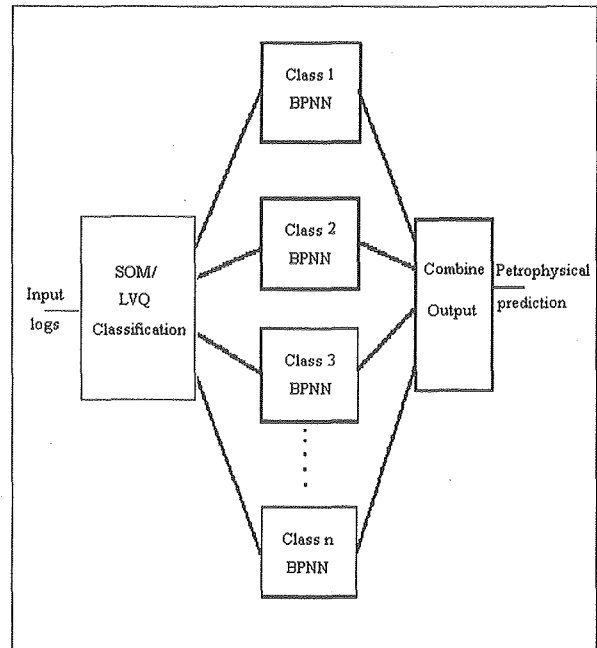 Class 1
BPNN
Class 2
BPNN
SOM/
LVQ
Classification
Input
logs
Combine
Output
Petrophysical
prediction
Class 3
BPNN
Class n
BPNN